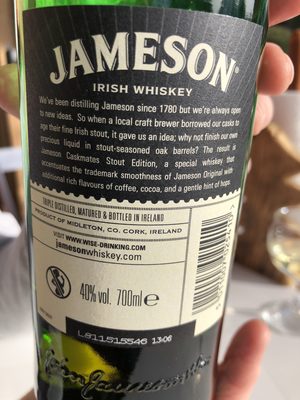 JAMESON
IRISH WHISKEY
We've been distilling Jameson since 1780 but we're always open
to new ideas. So when a local craft brewer borrowed our casks to
age their fine Irish stout, it gave us an idea; why not finish our own
precious liquid in stout-seasoned oak barrels? The result is
Jameson Caskmates Stout Edition, a special whiskey that
accentuates the trademark smoothness of Jameson Original with
additional rich flavours of coffee, cocoa, and a gentle hint of hops.
TRIPLE DISTILLED, MATURED & BOTTLED IN IRELAND
PRODUCT OF MIDLETON, CO. CORK, IRELAND
VISIT WWW.WISE-DRINKING.COM
jamesonwhiskey.com
40% vol. 700ml e
L811515546 13:06